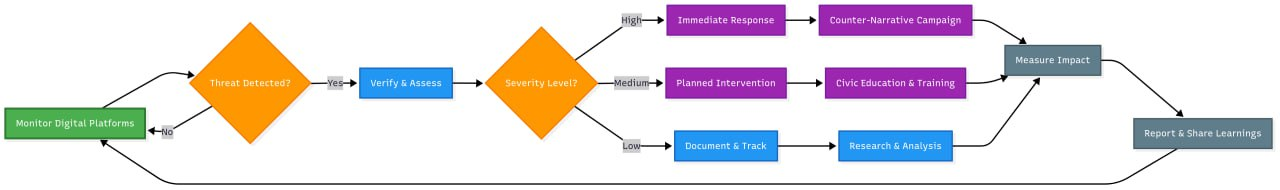 Monitor Digital Platforms
Threat Detected?
No
Yes
Verify & Assess
Severity Level?
High
Immediate Response
Counter-Narrative Campaign
Medium
Planned Intervention
Civic Education & Training
Low
Document & Track
Research & Analysis
Measure Impact
Report & Share Learnings